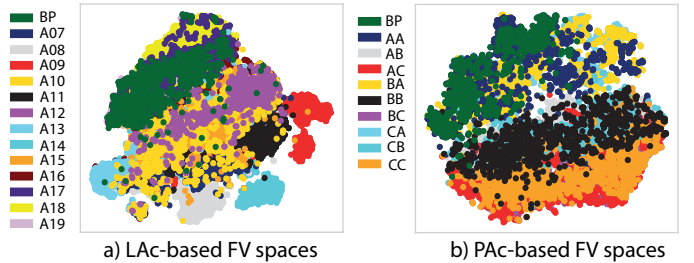 BP
A07
A08
A09
A10
A11
A12
A13
A14
A15
A16
A17
A18
A19
a) LAc-based FV spaces
BP
AA
AB
AC
BA
BB
BC
CA
CB
CC
b) PAc-based FV spaces